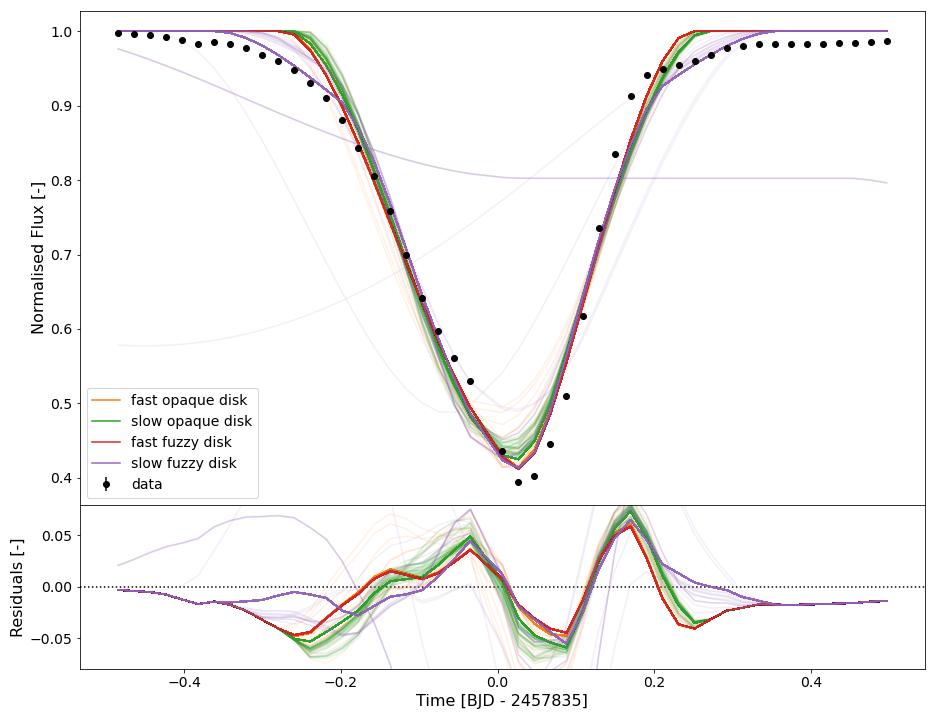 1.0
0.9
0.8
0.7
0.6
0.5
0.4
Normalised Flux [-]
fast opaque disk
slow opaque disk
fast fuzzy disk
slow fuzzy disk
data
0.05
0.00
−0.05
Residuals [-]
−0.4
−0.2
0.0
0.2
0.4
Time [BJD - 2457835]